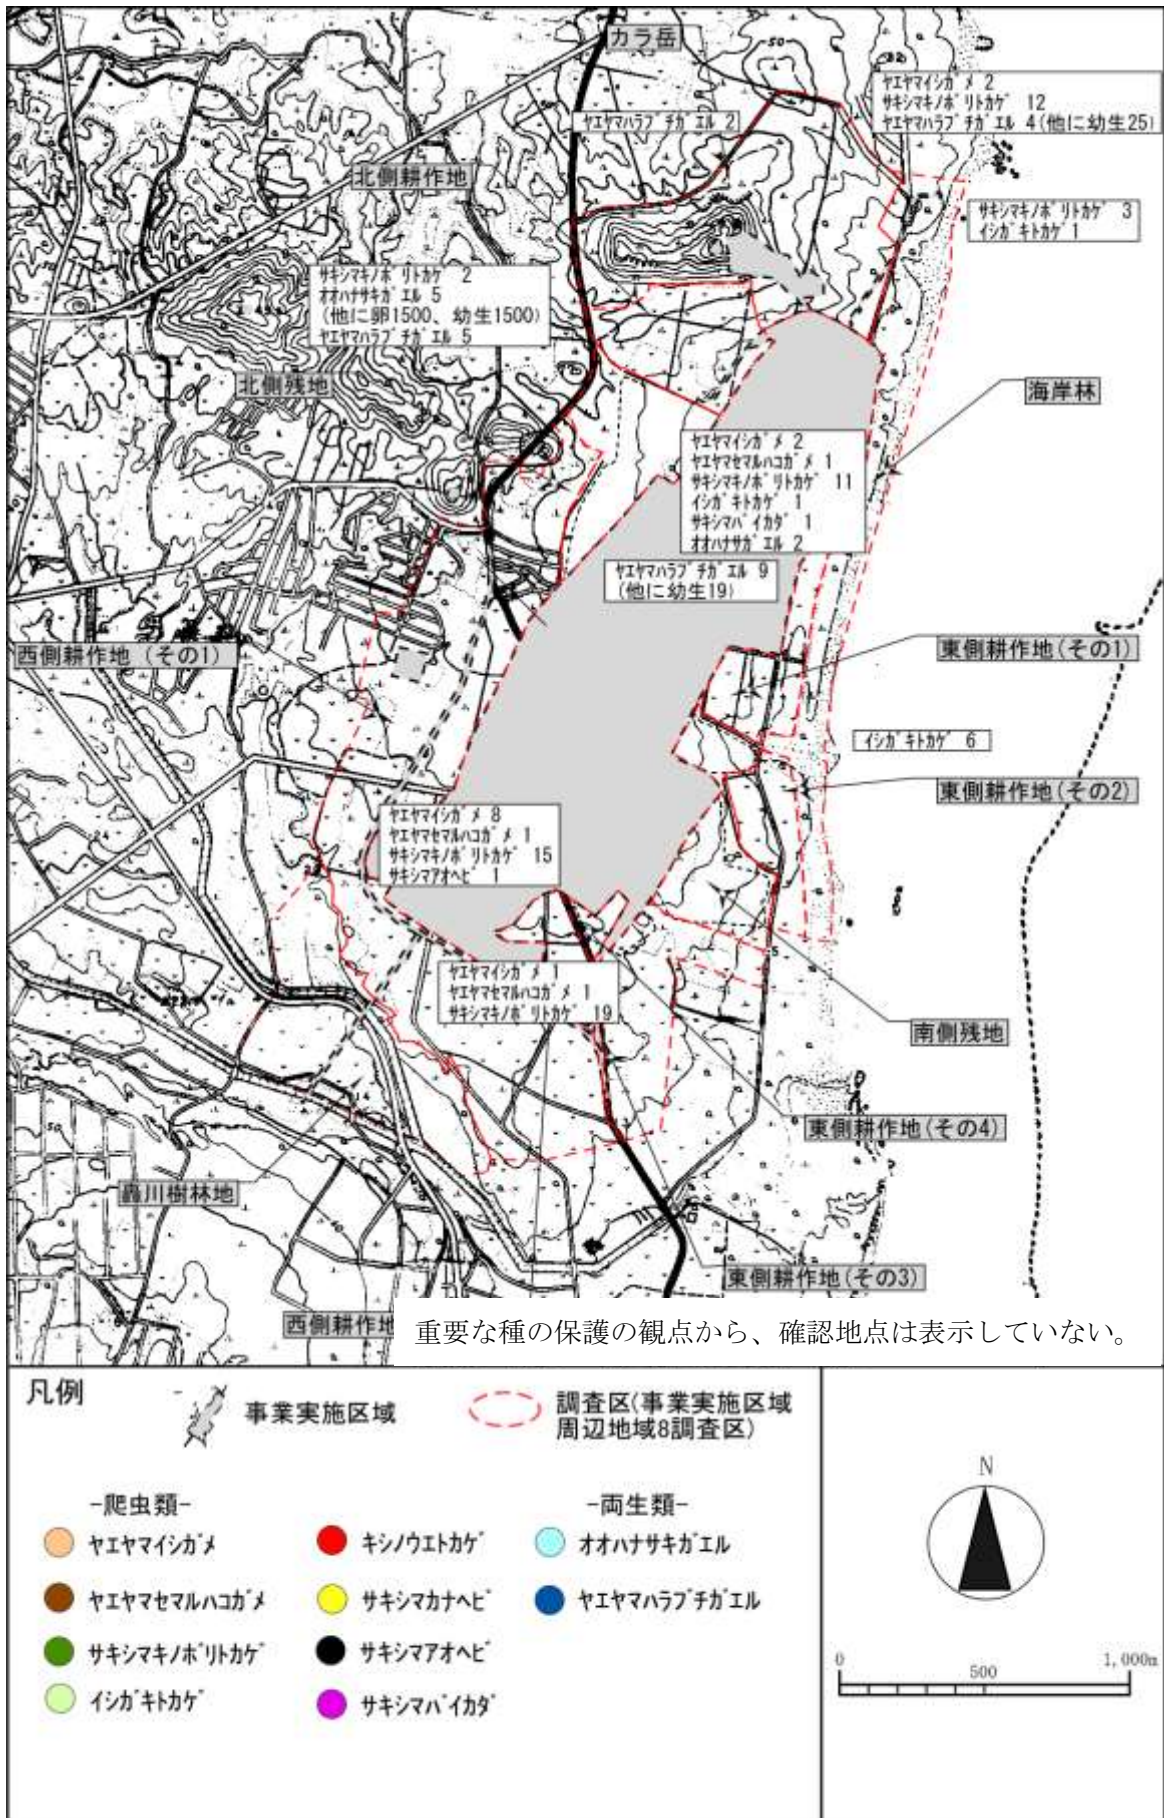 カラ岳
ヤエヤマハラブチガエル 2
ヤエヤマイシガメ 2
サキシマキノボリトカゲ 12
ヤエヤマハラブチガエル 4(他に幼生25)
北側耕作地
サキシマキノボリトカゲ 3
イシガキトカゲ 1
サキシマキノボリトカゲ 2
オオハナサキガエル 5
(他に卵1500、幼生1500)
ヤエヤマハラブチガエル 5
北側残地
海岸林
ヤエヤマイシガメ 2
ヤエヤマセマルハコガメ 1
サキシマキノボリトカゲ 11
イシガキトカゲ 1
サキシマバイカダ 1
オオハナサガエル 2
ヤエヤマハラブチガエル 9
(他に幼生19)
西側耕作地(その1)
東側耕作地(その1)
イシガキトカゲ 6
東側耕作地(その2)
ヤエヤマイシガメ 8
ヤエヤマセマルハコガメ 1
サキシマキノボリトカゲ 15
サキシマアオヘビ 1
ヤエヤマイシガメ 1
ヤエヤマセマルハコガメ 1
サキシマキノボリトカゲ 19
南側残地
東側耕作地(その4)
轟川樹林地
東側耕作地(その3)
西側耕作地
重要な種の保護の観点から、確認地点は表示していない。
凡例
事業実施区域
調査区(事業実施区域
周辺地域8調査区)
-爬虫類-
ヤエヤマイシガメ
ヤエヤマセマルハコガメ
サキシマキノボリトカゲ
イシガキトカゲ
キシノウエトカゲ
サキシマカナヘビ
サキシマアオヘビ
サキシマバイカダ
-両生類-
オオハナサキガエル
ヤエヤマハラブチガエル
N
0 500 1,000m